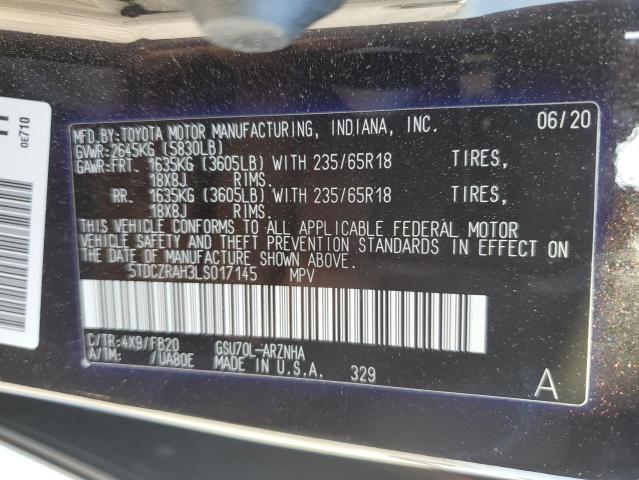 MFD. BY: TOYOTA MOTOR MANUFACTURING, INDIANA, INC. 06/20
GVWR: 2645KG (5830LB)
GAWR: FRT. 1635KG (3605LB) WITH 235/65R18 TIRES,
18X8J RIMS.
RR. 1635KG (3605LB) WITH 235/65R18 TIRES,
18X8J RIMS.
THIS VEHICLE CONFORMS TO ALL APPLICABLE FEDERAL MOTOR
VEHICLE SAFETY AND THEFT PREVENTION STANDARDS IN EFFECT ON
THE DATE OF MANUFACTURE SHOWN ABOVE.
5TDCZRAH3LS017145 MPV
C/TR: 4X9/FB20 GSU70L-ARZNHA
A/TM: /UA80E MADE IN U.S.A. 329
A
0E710